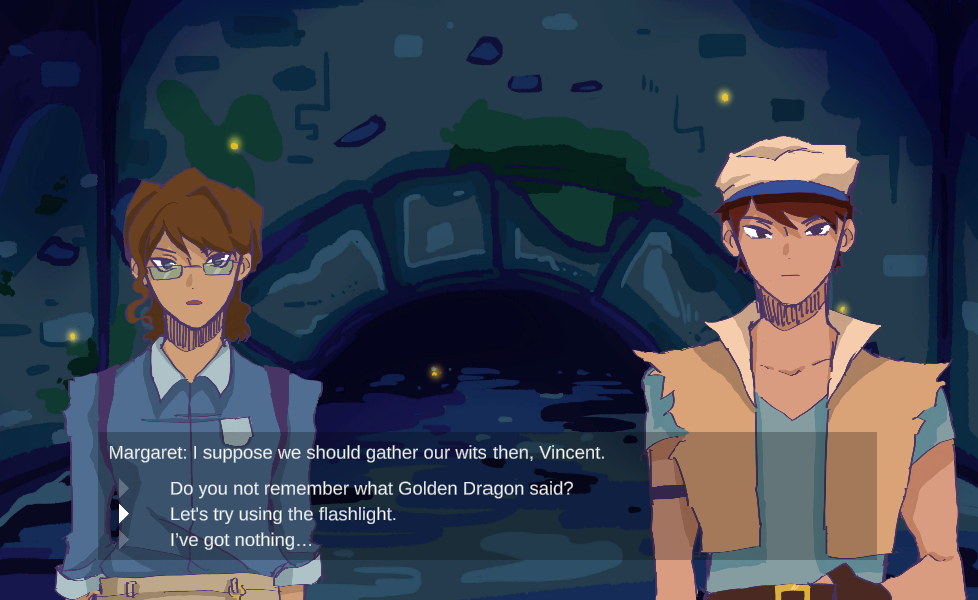 Margaret: I suppose we should gather our wits then, Vincent.
Do you not remember what Golden Dragon said?
Let's try using the flashlight.
I’ve got nothing…